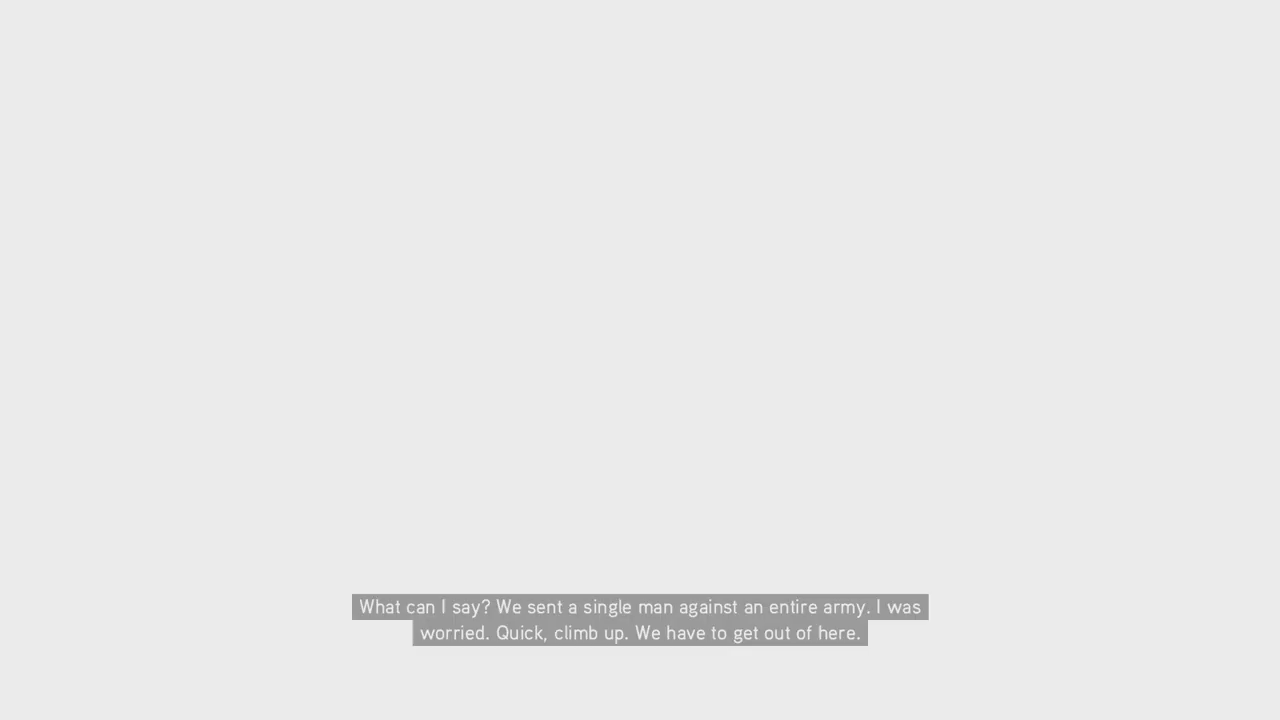 What can I say? We sent a single man against an entire army. I was
worried. Quick, climb up. We have to get out of here.